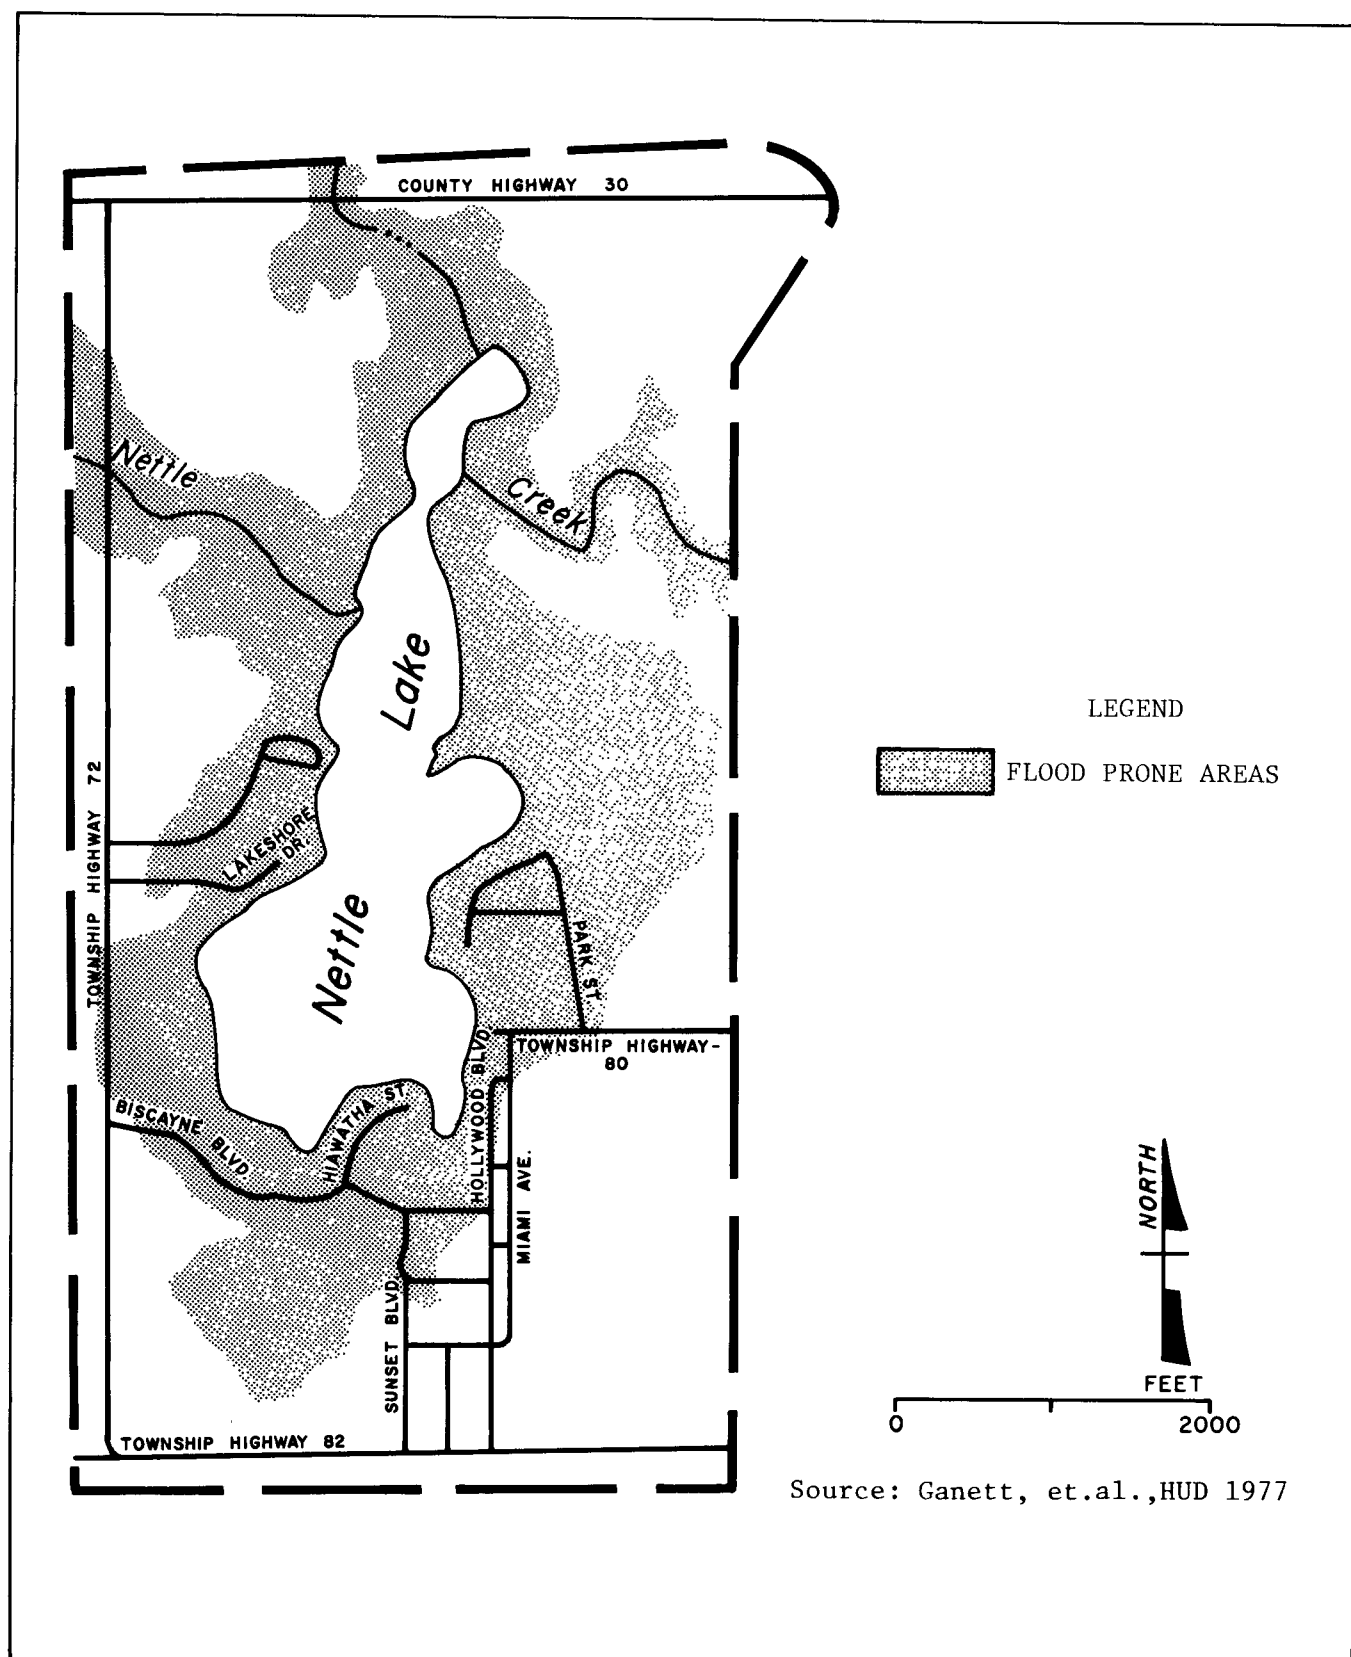 COUNTY HIGHWAY 30
Nettle
Creek
Lake
Nettle
LEGEND
FLOOD PRONE AREAS
TOWNSHIP HIGHWAY 72
LAKESHORE
DR.
PARK ST
TOWNSHIP HIGHWAY-
80
HOLLYWOOD BLVD.
BISCAYNE BLVD
HIAWATHA ST
MIAMI AVE.
SUNSET BLVD.
TOWNSHIP HIGHWAY 82
NORTH
FEET
0 2000
Source: Ganett, et.al.,HUD 1977